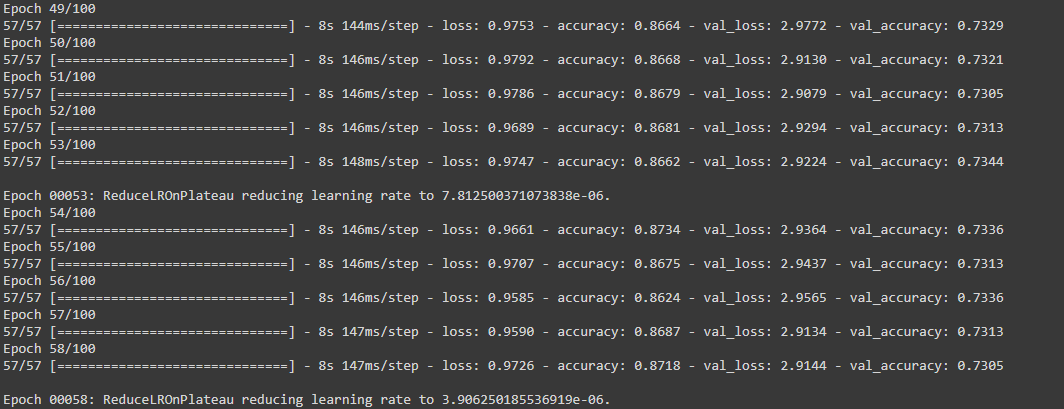 Epoch 49/100
57/57 [==============================] - 8s 144ms/step - loss: 0.9753 - accuracy: 0.8664 - val_loss: 2.9772 - val_accuracy: 0.7329
Epoch 50/100
57/57 [==============================] - 8s 146ms/step - loss: 0.9792 - accuracy: 0.8668 - val_loss: 2.9130 - val_accuracy: 0.7321
Epoch 51/100
57/57 [==============================] - 8s 146ms/step - loss: 0.9786 - accuracy: 0.8679 - val_loss: 2.9079 - val_accuracy: 0.7305
Epoch 52/100
57/57 [==============================] - 8s 146ms/step - loss: 0.9689 - accuracy: 0.8681 - val_loss: 2.9294 - val_accuracy: 0.7313
Epoch 53/100
57/57 [==============================] - 8s 148ms/step - loss: 0.9747 - accuracy: 0.8662 - val_loss: 2.9224 - val_accuracy: 0.7344
Epoch 00053: ReduceLROnPlateau reducing learning rate to 7.812500371073838e-06.
Epoch 54/100
57/57 [==============================] - 8s 146ms/step - loss: 0.9661 - accuracy: 0.8734 - val_loss: 2.9364 - val_accuracy: 0.7336
Epoch 55/100
57/57 [==============================] - 8s 146ms/step - loss: 0.9707 - accuracy: 0.8675 - val_loss: 2.9437 - val_accuracy: 0.7313
Epoch 56/100
57/57 [==============================] - 8s 146ms/step - loss: 0.9585 - accuracy: 0.8624 - val_loss: 2.9565 - val_accuracy: 0.7336
Epoch 57/100
57/57 [==============================] - 8s 147ms/step - loss: 0.9590 - accuracy: 0.8687 - val_loss: 2.9134 - val_accuracy: 0.7313
Epoch 58/100
57/57 [==============================] - 8s 147ms/step - loss: 0.9726 - accuracy: 0.8718 - val_loss: 2.9144 - val_accuracy: 0.7305
Epoch 00058: ReduceLROnPlateau reducing learning rate to 3.906250185536919e-06.